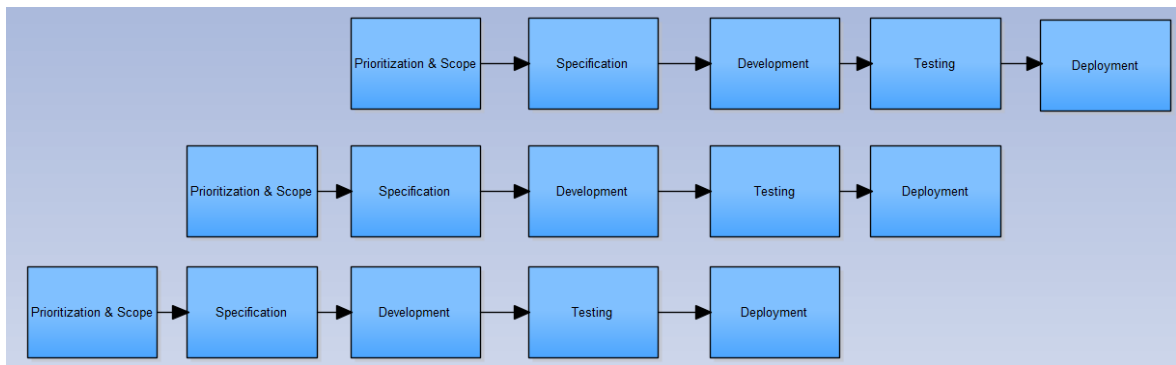 Prioritization & Scope
Specification
Development
Testing
Deployment
Prioritization & Scope
Specification
Development
Testing
Deployment
Prioritization & Scope
Specification
Development
Testing
Deployment